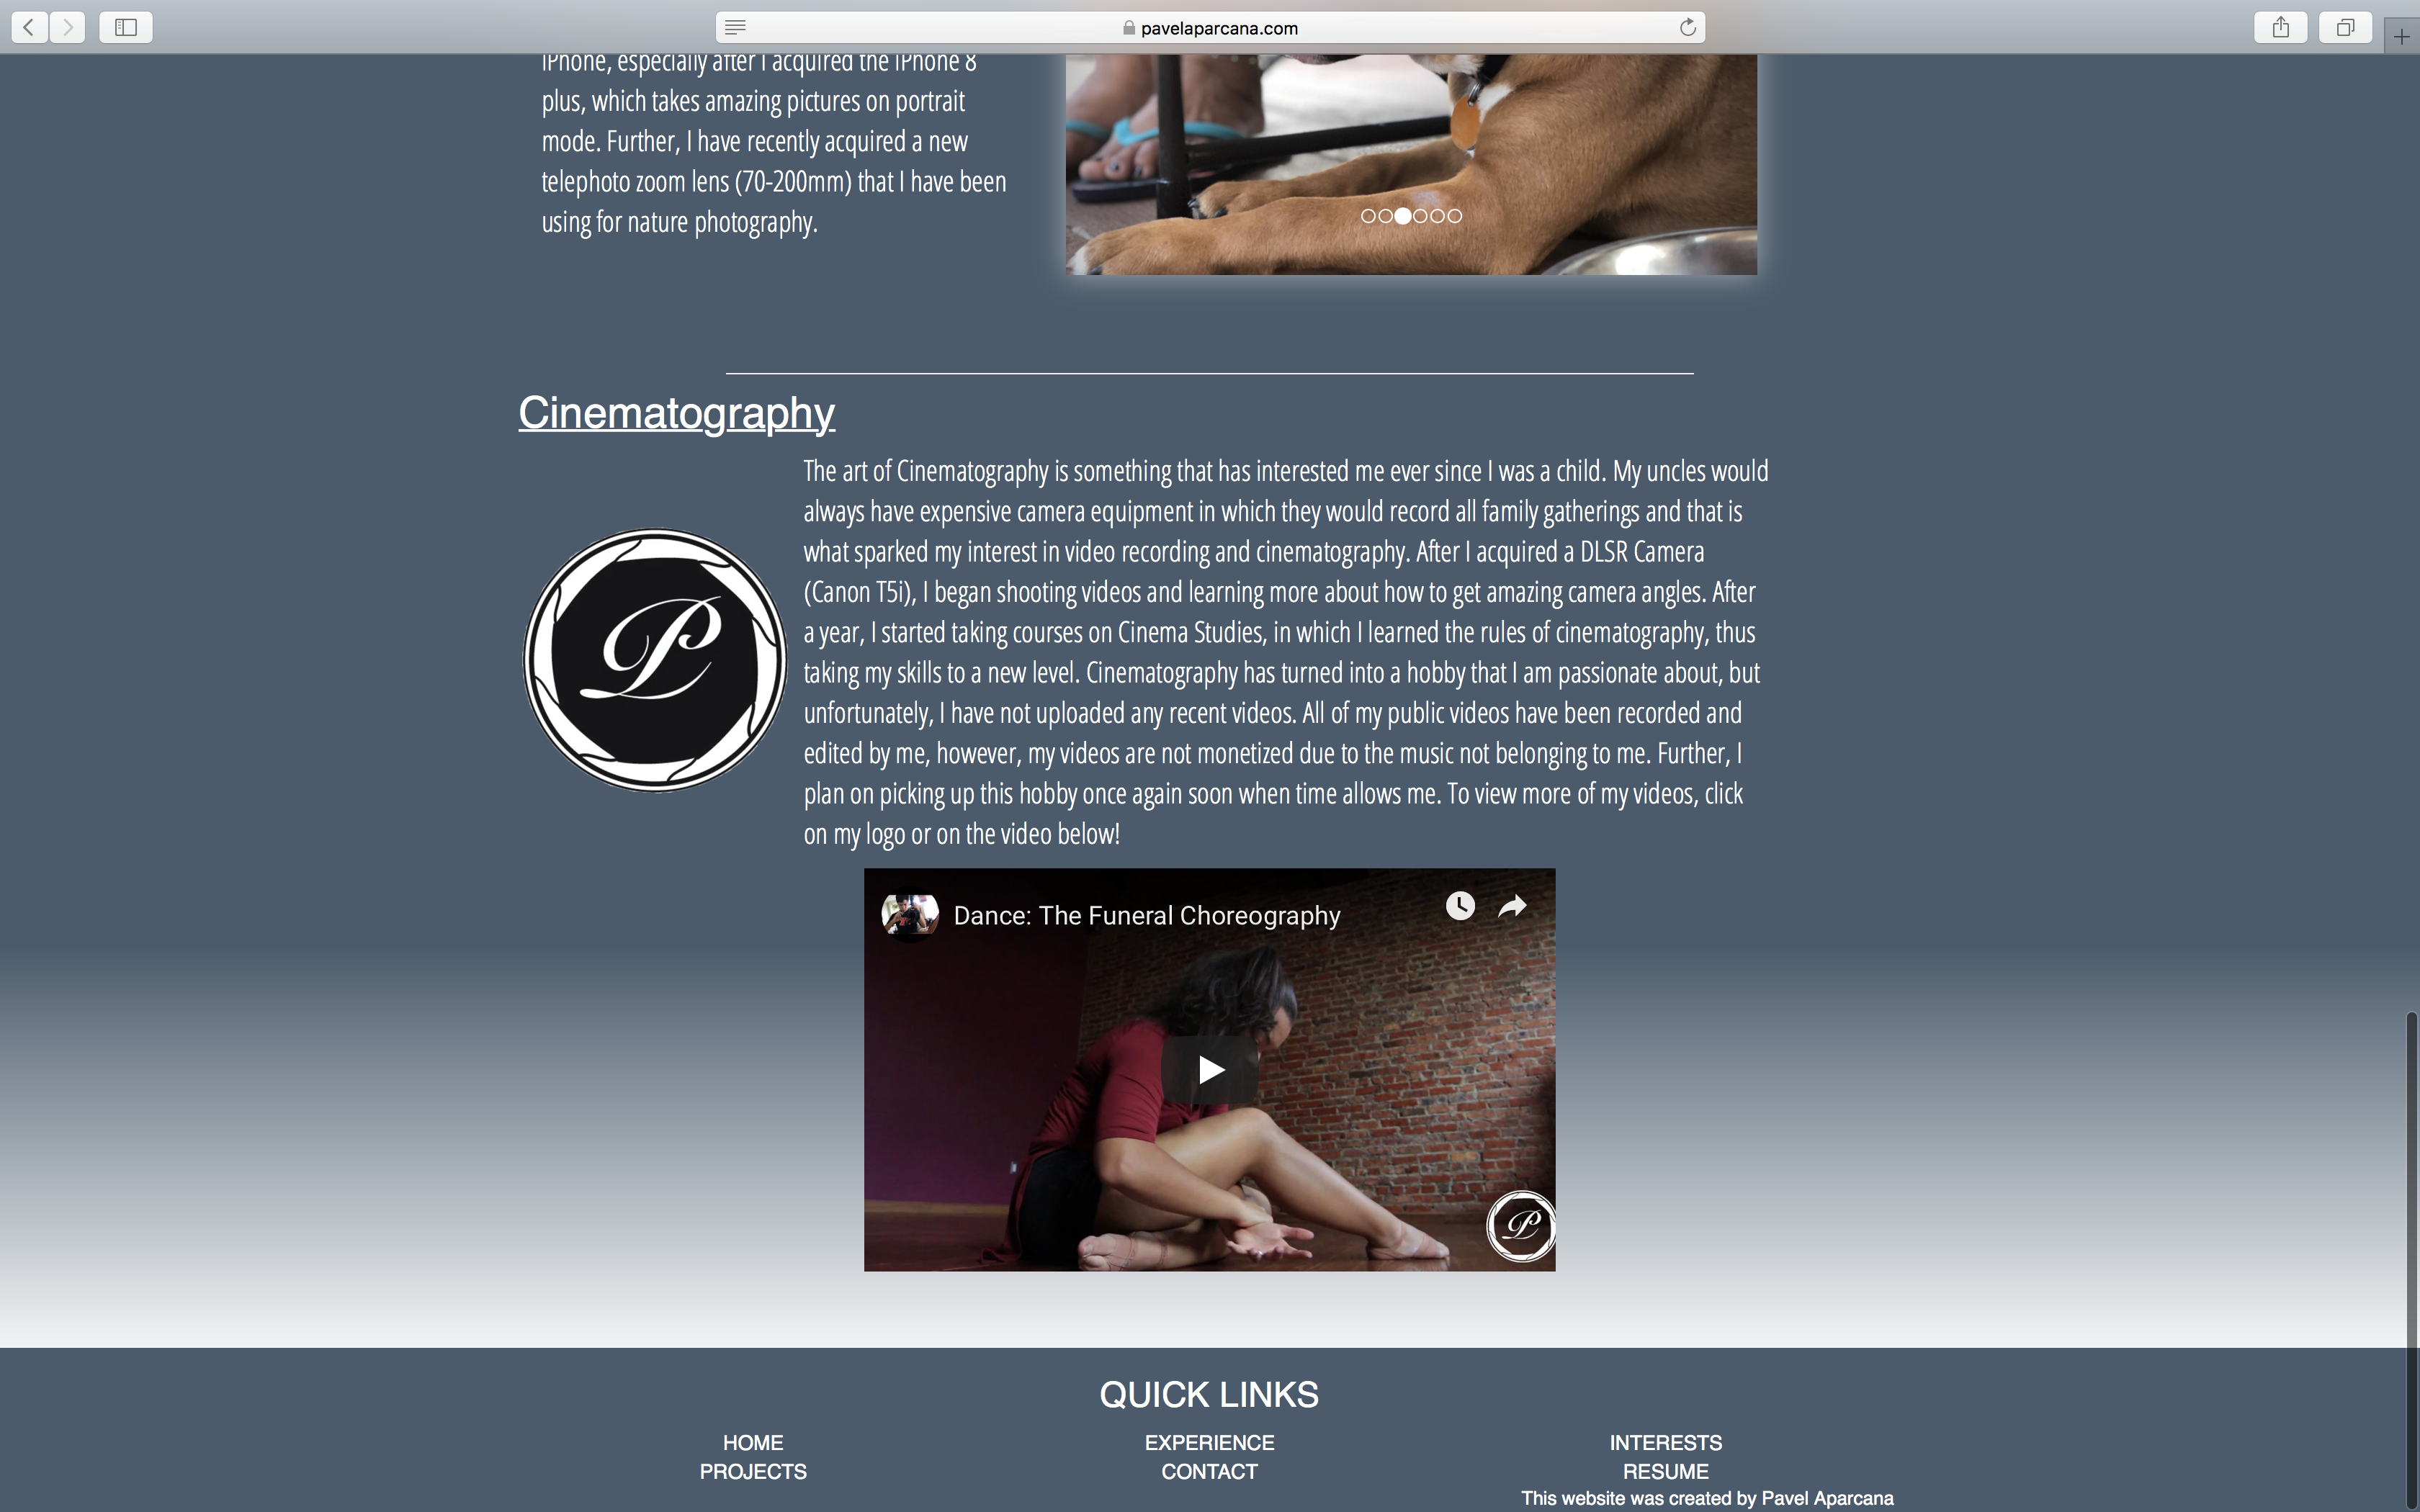 pavelaparcana.com
iPhone, especially after I acquired the iPhone 8
plus, which takes amazing pictures on portrait
mode. Further, I have recently acquired a new
telephoto zoom lens (70-200mm) that I have been
using for nature photography.
Cinematography
The art of Cinematography is something that has interested me ever since I was a child. My uncles would
always have expensive camera equipment in which they would record all family gatherings and that is
what sparked my interest in video recording and cinematography. After I acquired a DLSR Camera
(Canon T5i), I began shooting videos and learning more about how to get amazing camera angles. After
a year, I started taking courses on Cinema Studies, in which I learned the rules of cinematography, thus
taking my skills to a new level. Cinematography has turned into a hobby that I am passionate about, but
unfortunately, I have not uploaded any recent videos. All of my public videos have been recorded and
edited by me, however, my videos are not monetized due to the music not belonging to me. Further, I
plan on picking up this hobby once again soon when time allows me. To view more of my videos, click
on my logo or on the video below!
P
Dance: The Funeral Choreography
P
QUICK LINKS
HOME EXPERIENCE INTERESTS
PROJECTS CONTACT RESUME
This website was created by Pavel Aparcana